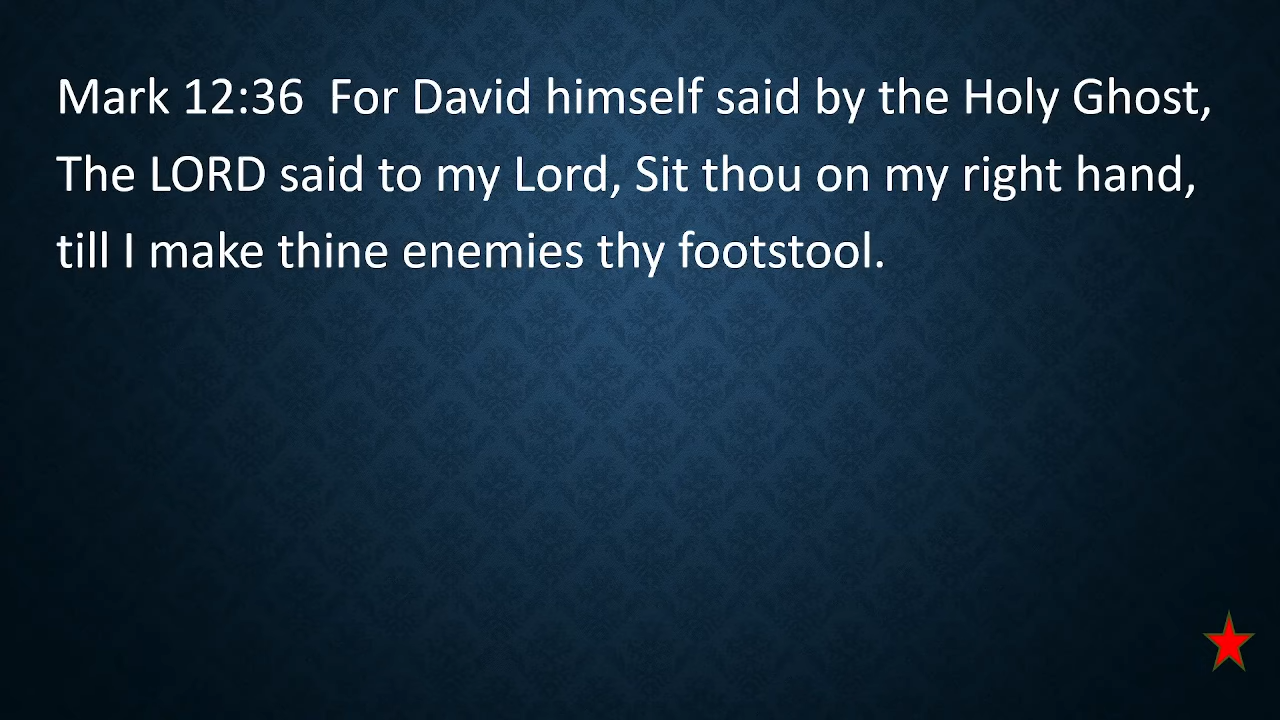 Mark 12:36  For David himself said by the Holy Ghost,
The LORD said to my Lord, Sit thou on my right hand,
till I make thine enemies thy footstool.